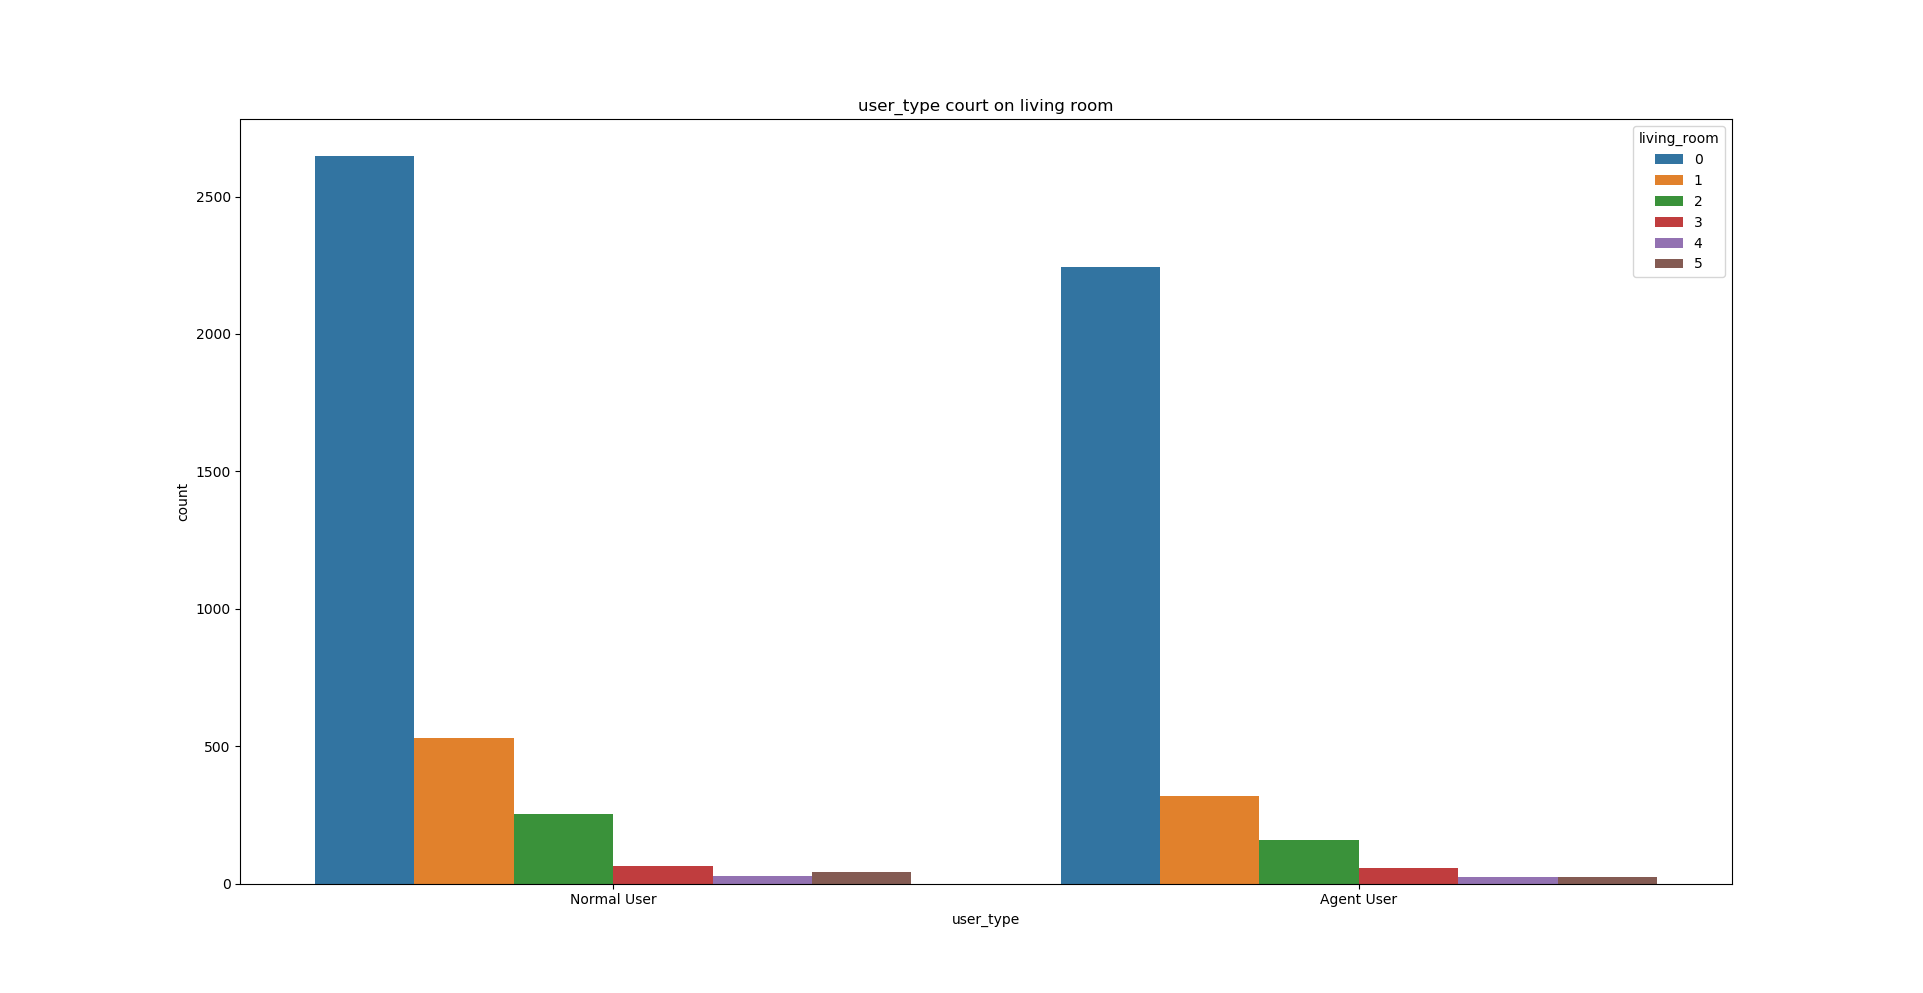 user_type court on living room
living_room
0
1
2
3
4
5
2500
2000
1500
1000
500
0
count
Normal User
Agent User
user_type